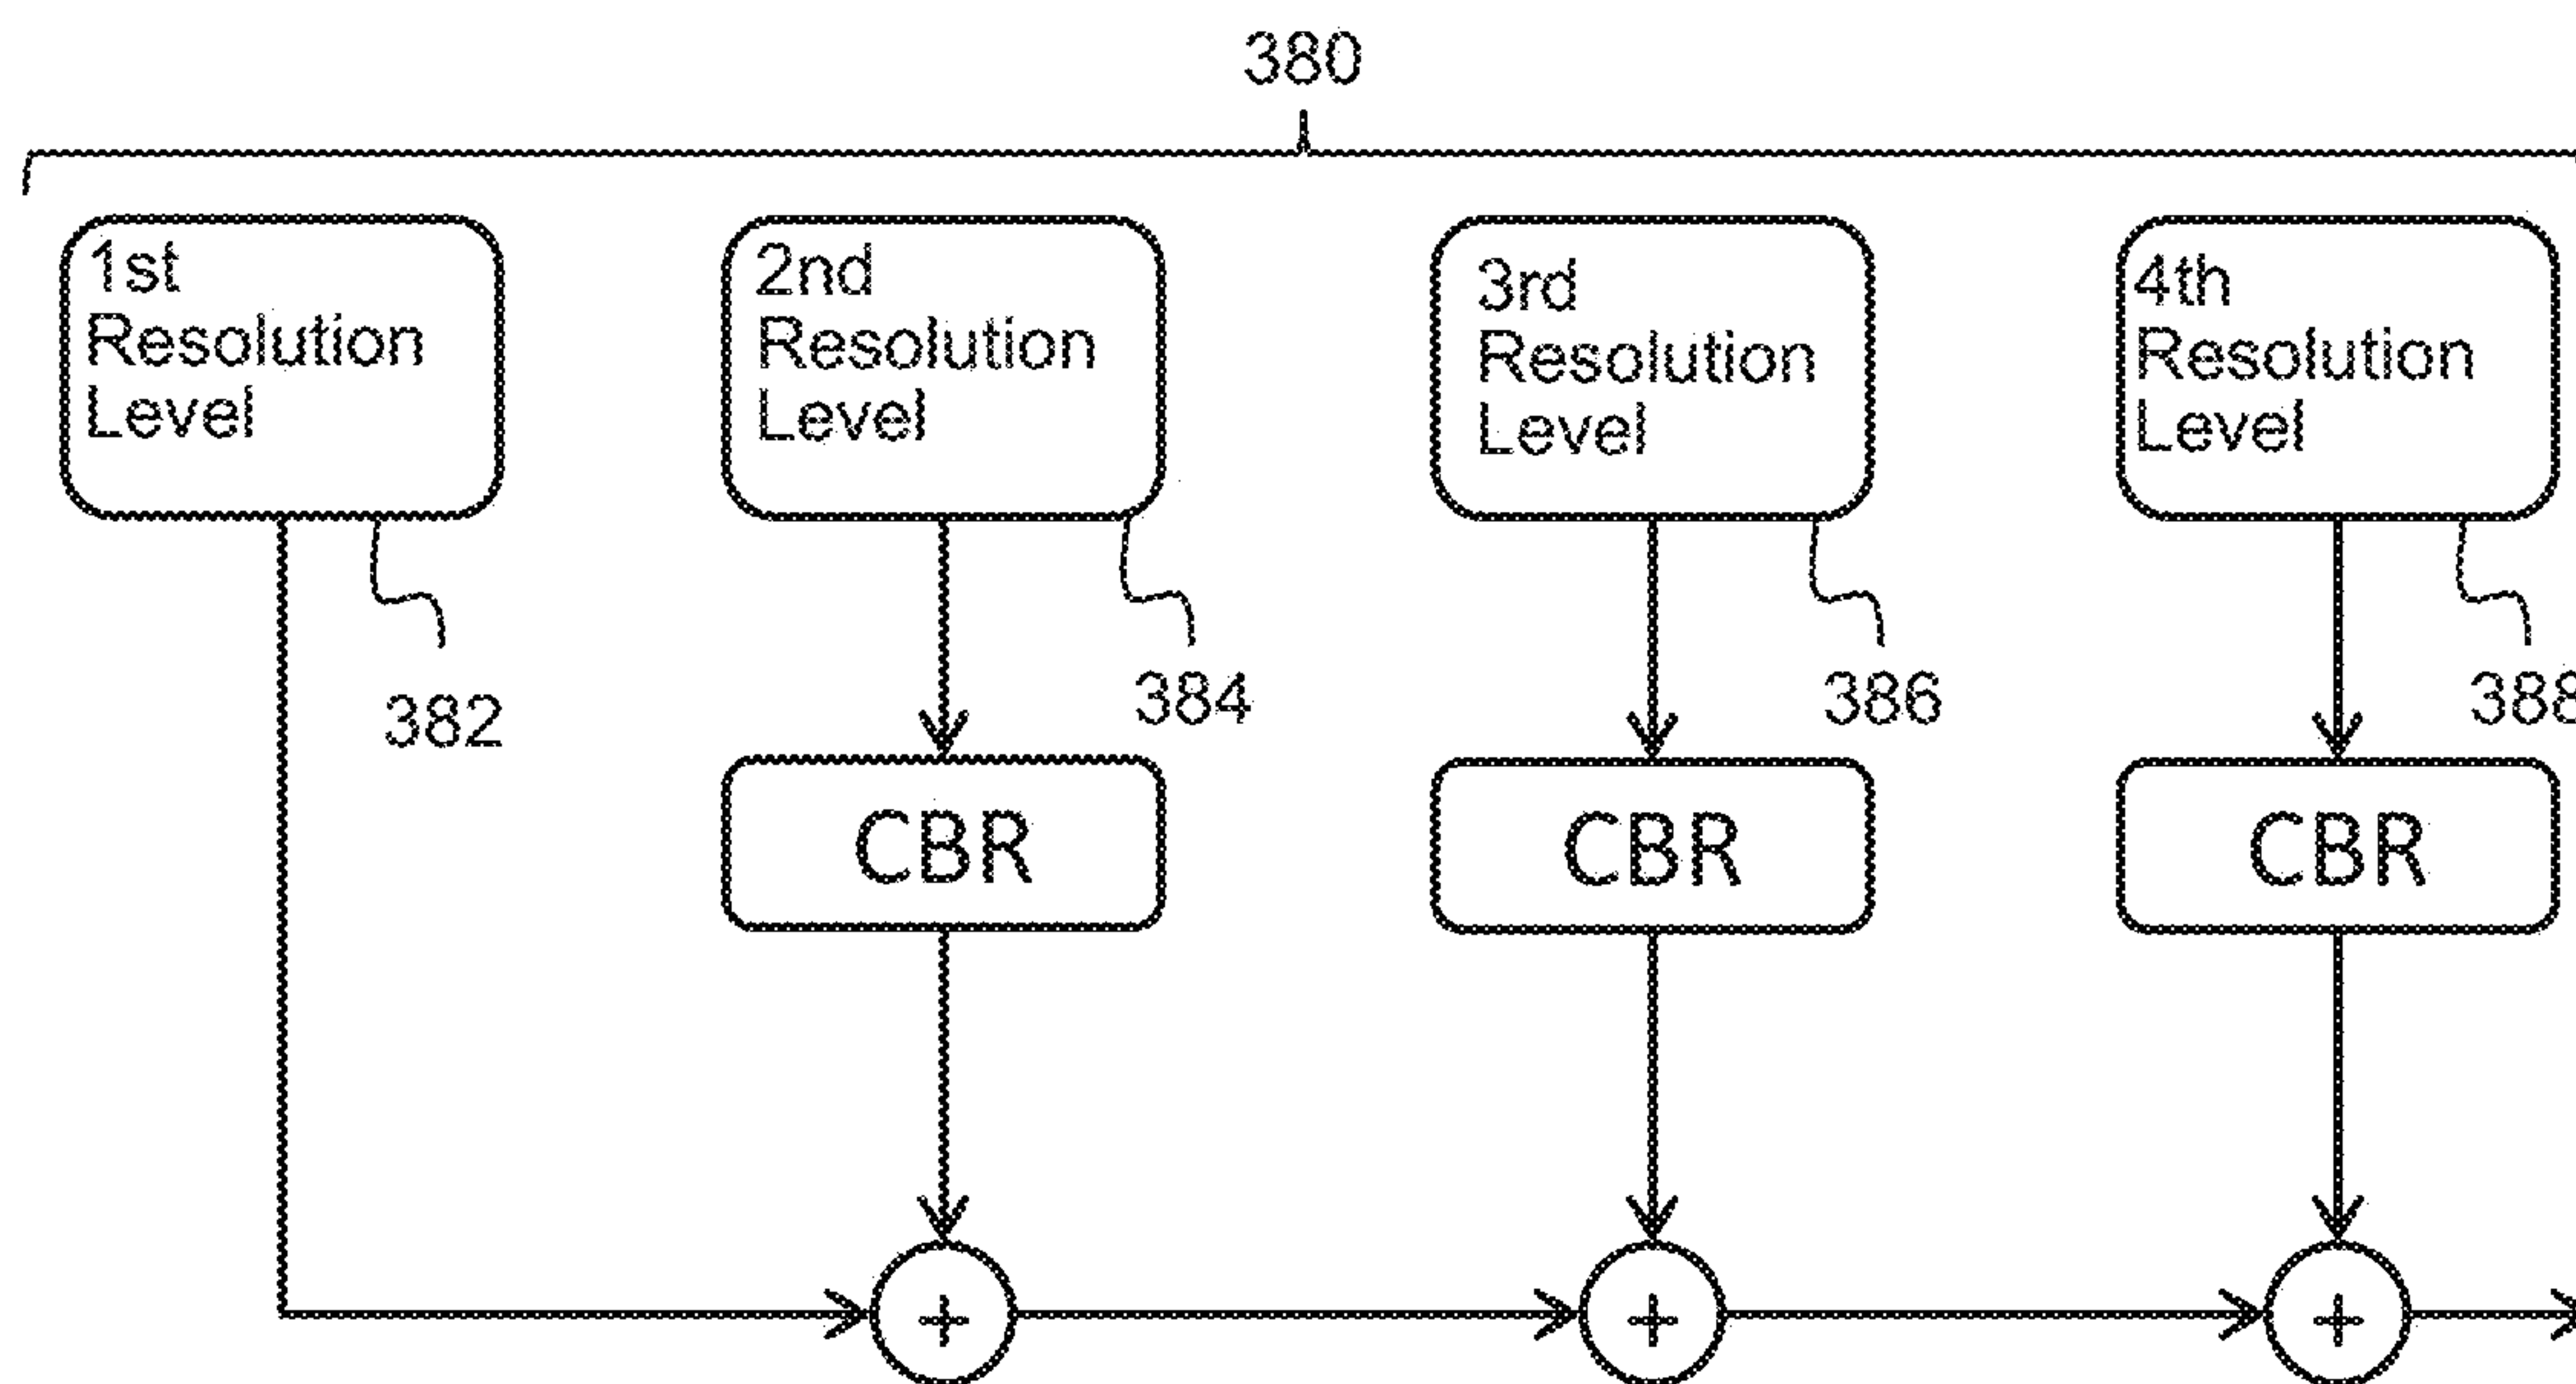 380
1st
Resolution
Level
2nd
Resolution
Level
3rd
Resolution
Level
4th
Resolution
Level
382
384
386
388
CBR
CBR
CBR
+
+
+